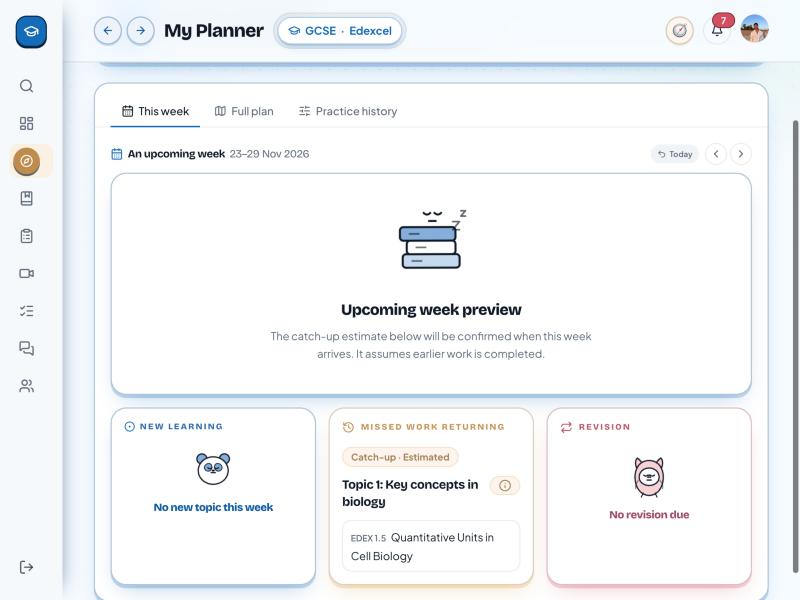 My Planner
GCSE · Edexcel
7
This week
Full plan
Practice history
An upcoming week 23–29 Nov 2026
Today
z
Z
Upcoming week preview
The catch-up estimate below will be confirmed when this week
arrives. It assumes earlier work is completed.
NEW LEARNING
No new topic this week
MISSED WORK RETURNING
Catch-up · Estimated
Topic 1: Key concepts in
biology
EDEX 1.5 Quantitative Units in
Cell Biology
REVISION
No revision due